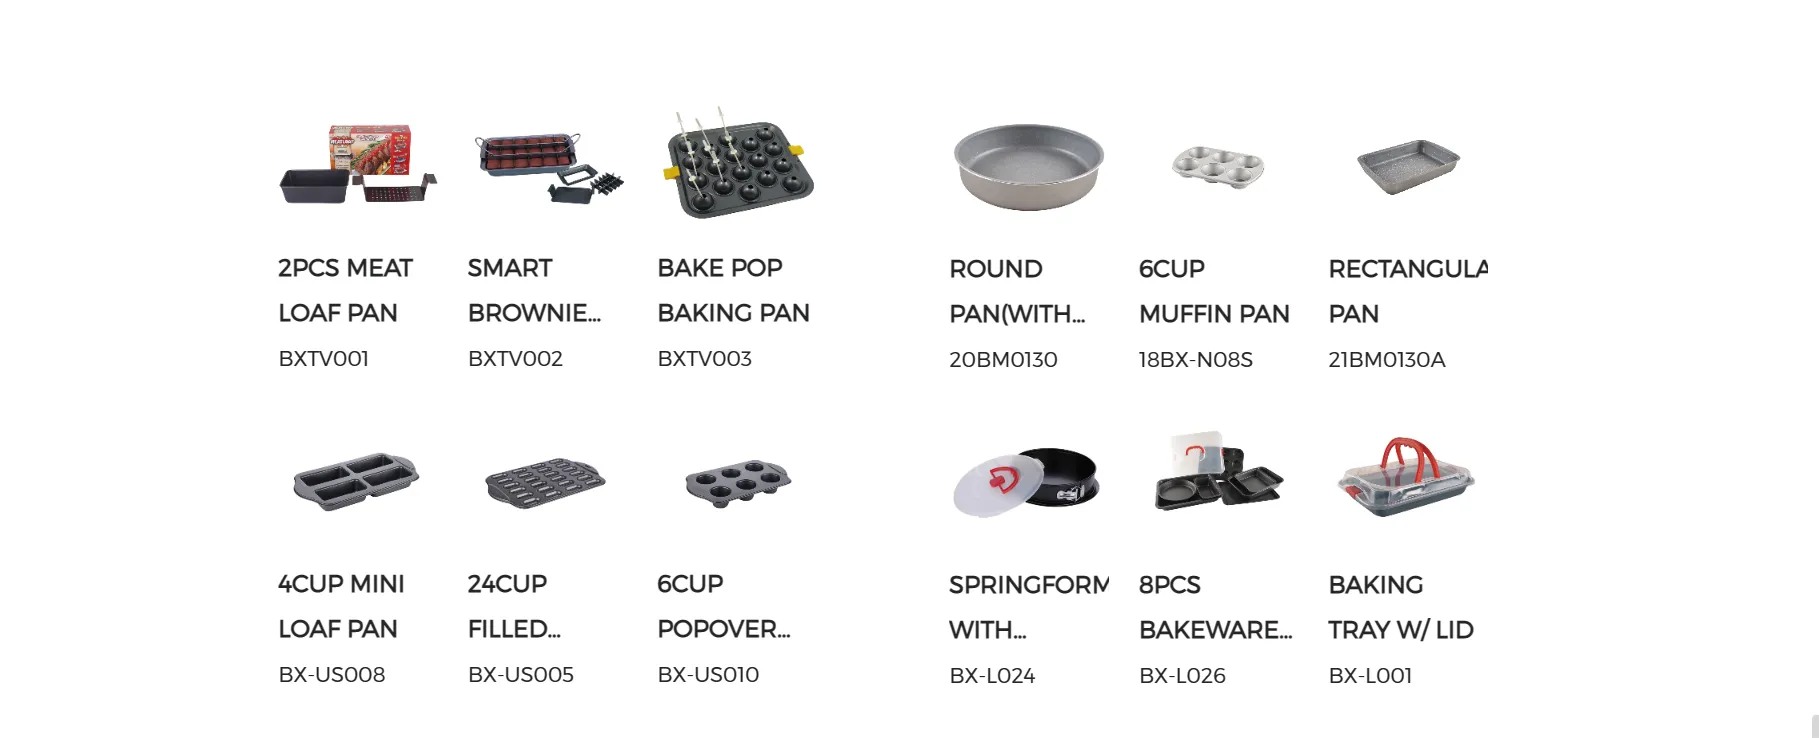 2PCS MEAT
LOAF PAN
BXTV001
SMART
BROWNIE...
BXTV002
BAKE POP
BAKING PAN
BXTV003
ROUND
PAN(WITH...
20BM0130
6CUP
MUFFIN PAN
18BX-N08S
RECTANGULA
PAN
21BM0130A
4CUP MINI
LOAF PAN
BX-US008
24CUP
FILLED...
BX-US005
6CUP
POPOVER...
BX-US010
SPRINGFORM
WITH...
BX-L024
8PCS
BAKEWARE...
BX-L026
BAKING
TRAY W/ LID
BX-L001